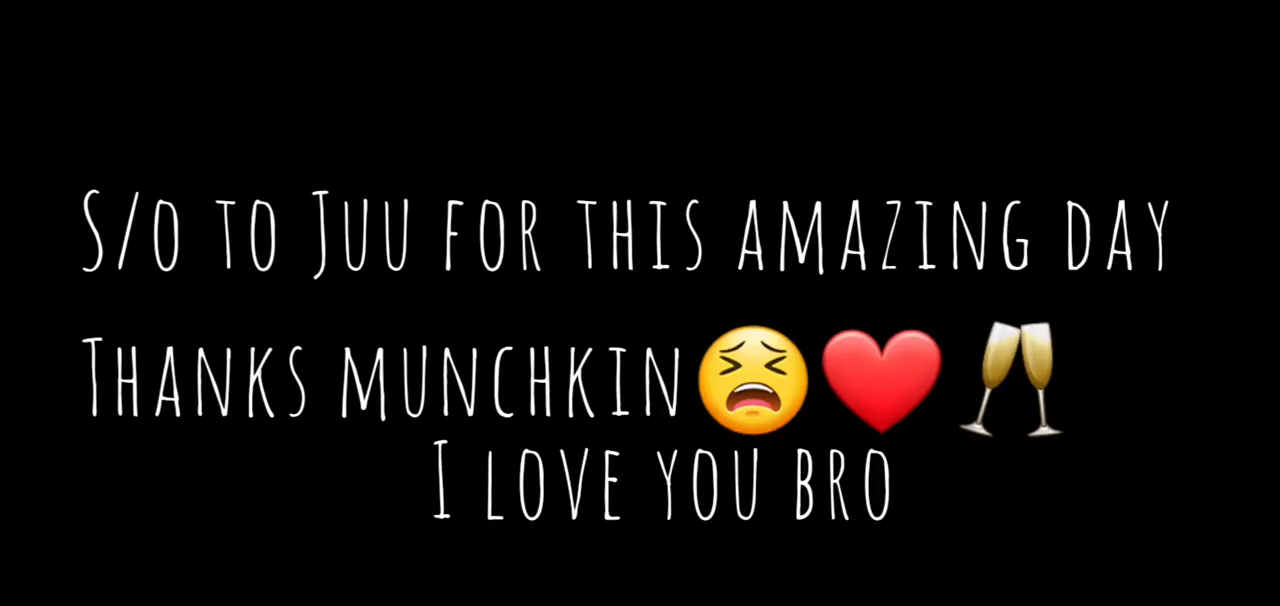 S/o to Juu for this amazing day
Thanks munchkin😫❤️🥂
I love you bro